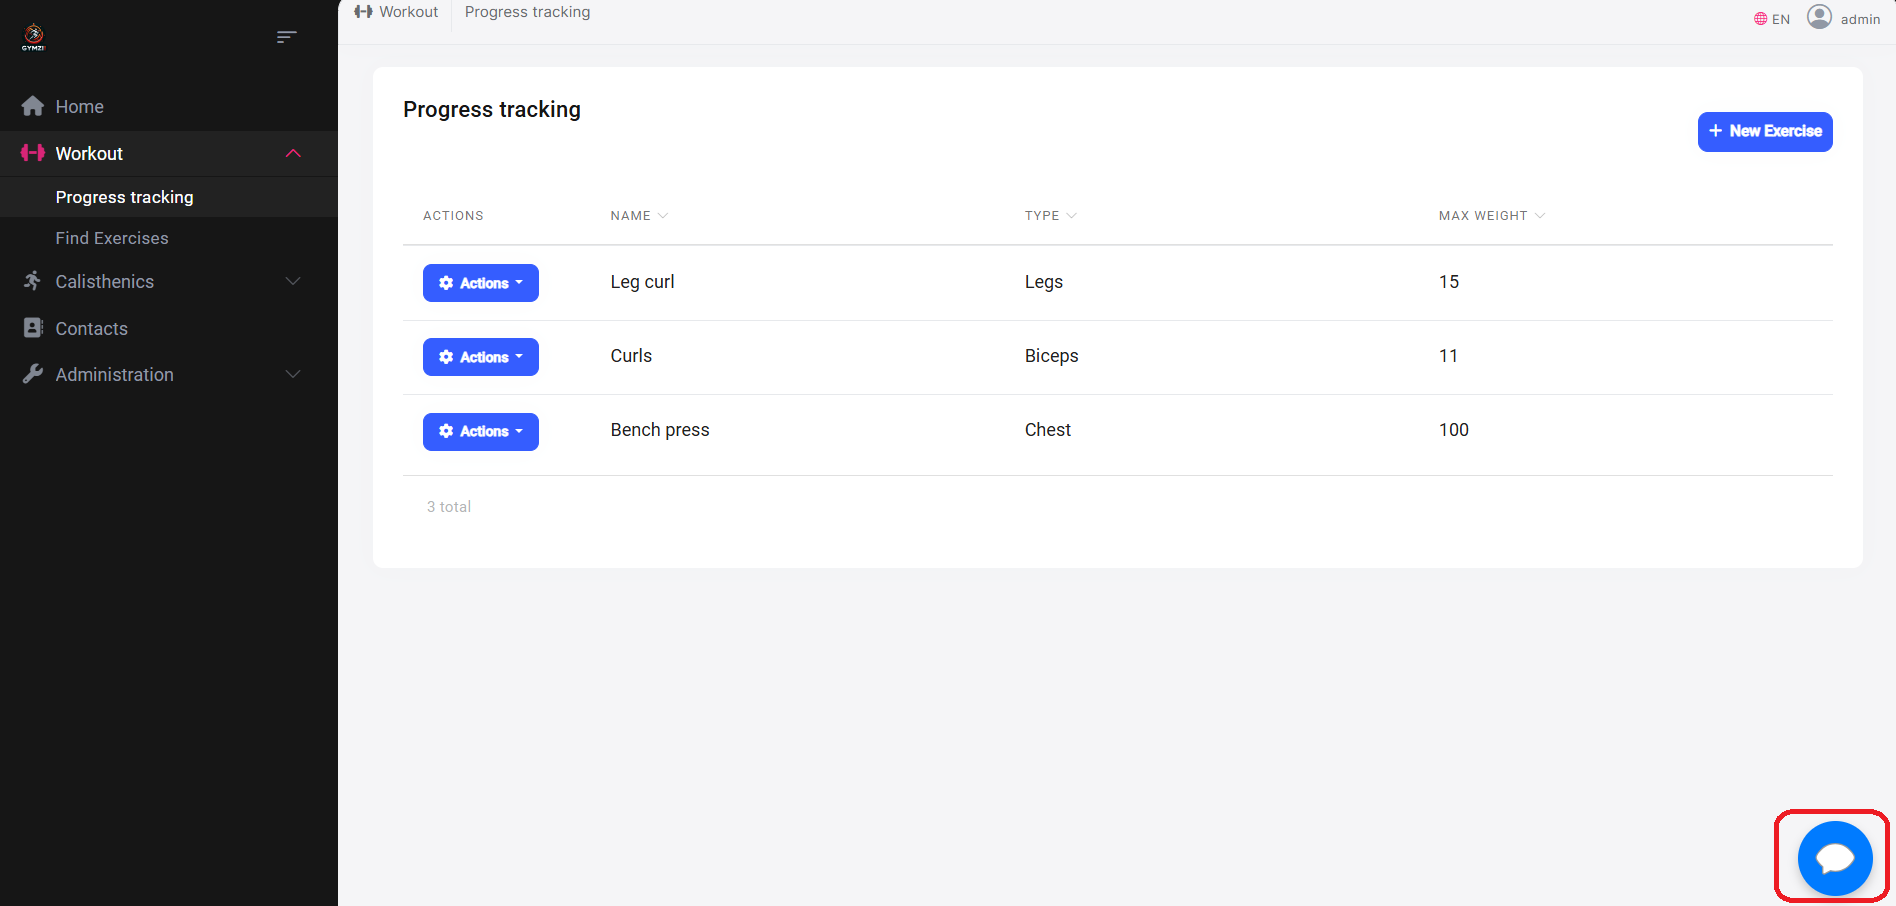 GYMZI
Home
Workout
Progress tracking
Find Exercises
Calisthenics
Contacts
Administration
Workout Progress tracking
EN admin
Progress tracking
+ New Exercise
ACTIONS NAME TYPE MAX WEIGHT
Actions Leg curl Legs 15
Actions Curls Biceps 11
Actions Bench press Chest 100
3 total